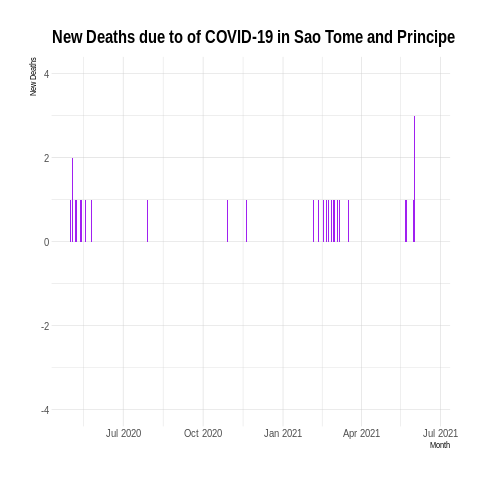 New Deaths due to of COVID-19 in Sao Tome and Principe
New Deaths
4
2
0
-2
-4
Jul 2020 Oct 2020 Jan 2021 Apr 2021 Jul 2021
Month